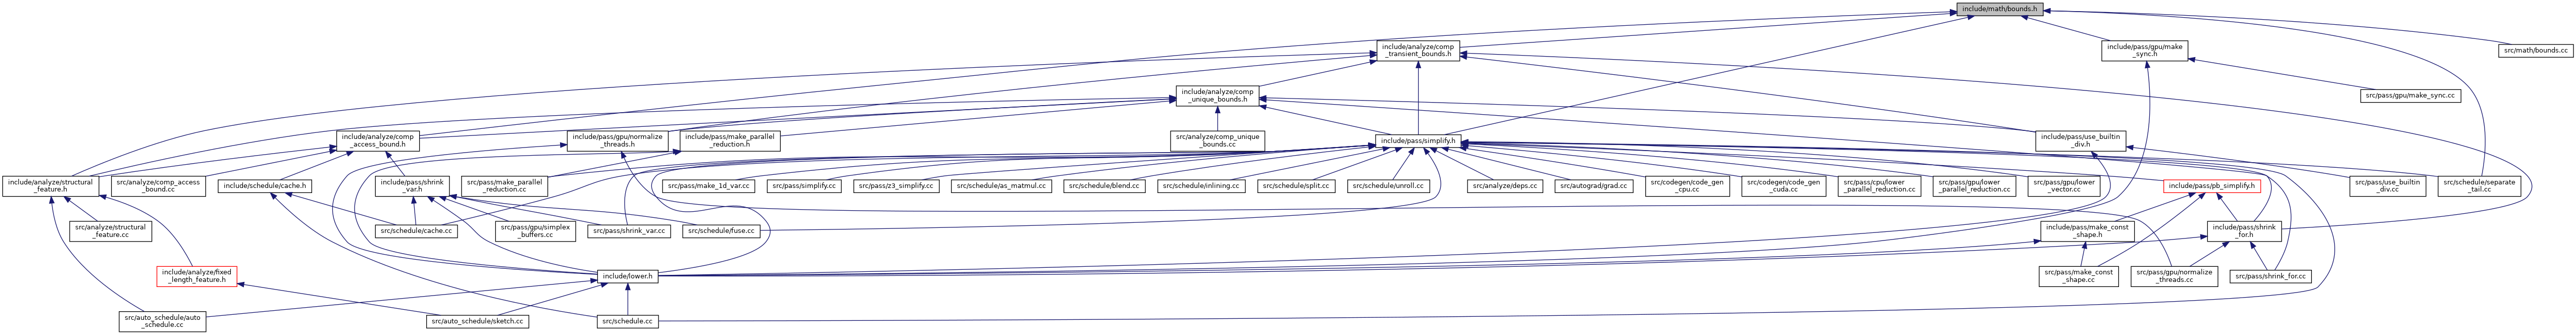 include/math/bounds.h
include/analyze/comp
_transient_bounds.h
include/pass/gpu/make
_sync.h
src/math/bounds.cc
include/analyze/comp
_unique_bounds.h
src/pass/gpu/make_sync.cc
include/analyze/comp
_access_bound.h
include/pass/gpu/normalize
_threads.h
include/pass/make_parallel
_reduction.h
src/analyze/comp_unique
_bounds.cc
include/pass/simplify.h
include/pass/use_builtin
_div.h
include/analyze/structural
_feature.h
src/analyze/comp_access
_bound.cc
include/schedule/cache.h
include/pass/shrink
_var.h
src/pass/make_parallel
_reduction.cc
src/pass/make_1d_var.cc
src/pass/simplify.cc
src/pass/z3_simplify.cc
src/schedule/as_matmul.cc
src/schedule/blend.cc
src/schedule/inlining.cc
src/schedule/split.cc
src/schedule/unroll.cc
src/analyze/deps.cc
src/autograd/grad.cc
src/codegen/code_gen
_cpu.cc
src/codegen/code_gen
_cuda.cc
src/pass/cpu/lower
_parallel_reduction.cc
src/pass/gpu/lower
_parallel_reduction.cc
src/pass/gpu/lower
_vector.cc
include/pass/pb_simplify.h
src/pass/use_builtin
_div.cc
src/schedule/separate
_tail.cc
src/analyze/structural
_feature.cc
src/schedule/cache.cc
src/pass/gpu/simplex
_buffers.cc
src/pass/shrink_var.cc
src/schedule/fuse.cc
include/pass/make_const
_shape.h
include/pass/shrink
_for.h
include/analyze/fixed
_length_feature.h
include/lower.h
src/pass/make_const
_shape.cc
src/pass/gpu/normalize
_threads.cc
src/pass/shrink_for.cc
src/auto_schedule/auto
_schedule.cc
src/auto_schedule/sketch.cc
src/schedule.cc